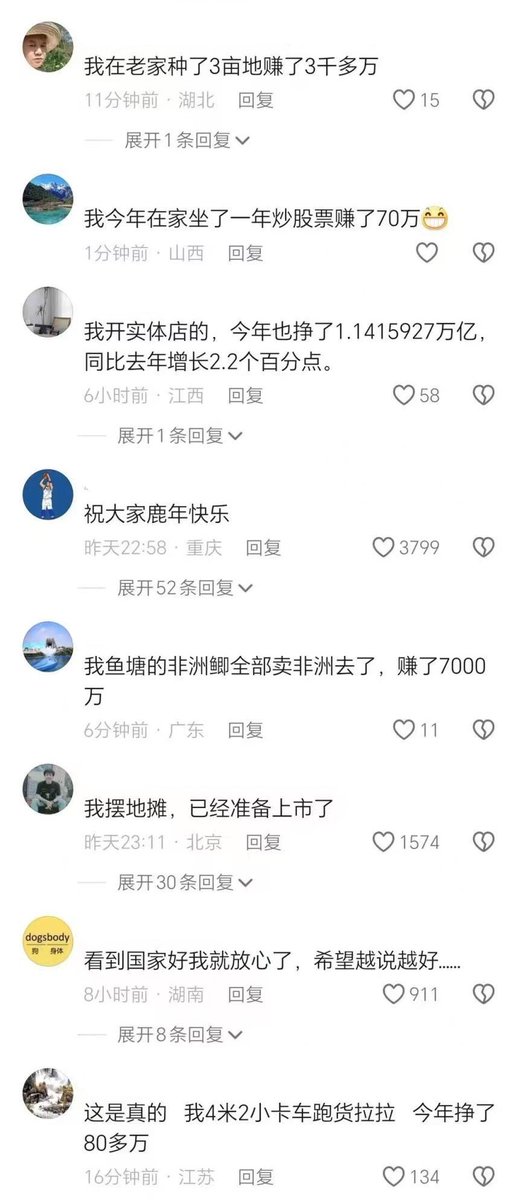 我在老家种了3亩地赚了3千多万
11分钟前·湖北 回复 15
展开1条回复
我今年在家坐了一年炒股票赚了70万😁
1分钟前·山西 回复
我开实体店的，今年也挣了1.1415927万亿，
同比去年增长2.2个百分点。
6小时前·江西 回复 58
展开1条回复
祝大家鹿年快乐
昨天22:58·重庆 回复 3799
展开52条回复
我鱼塘的非洲鲫全部卖非洲去了，赚了7000
万
6分钟前·广东 回复 11
我摆地摊，已经准备上市了
昨天23:11·北京 回复 1574
展开30条回复
dogsbody
狗 身体
看到国家好我就放心了，希望越说越好......
8小时前·湖南 回复 911
展开8条回复
这是真的 我4米2小卡车跑货拉拉 今年挣了
80多万
16分钟前·江苏 回复 134